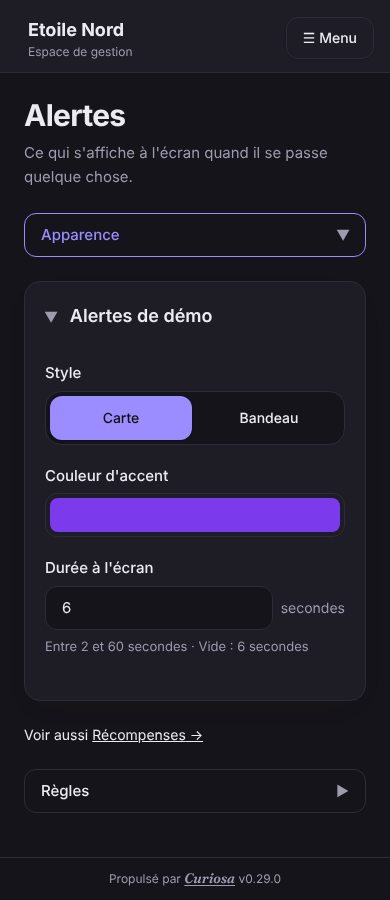 Etoile Nord
Espace de gestion
☰ Menu
Alertes
Ce qui s'affiche à l'écran quand il se passe
quelque chose.
Apparence ▼
▼ Alertes de démo
Style
Carte Bandeau
Couleur d'accent
Durée à l'écran
6 secondes
Entre 2 et 60 secondes · Vide : 6 secondes
Voir aussi Récompenses →
Règles ▶
Propulsé par Curiosa v0.29.0